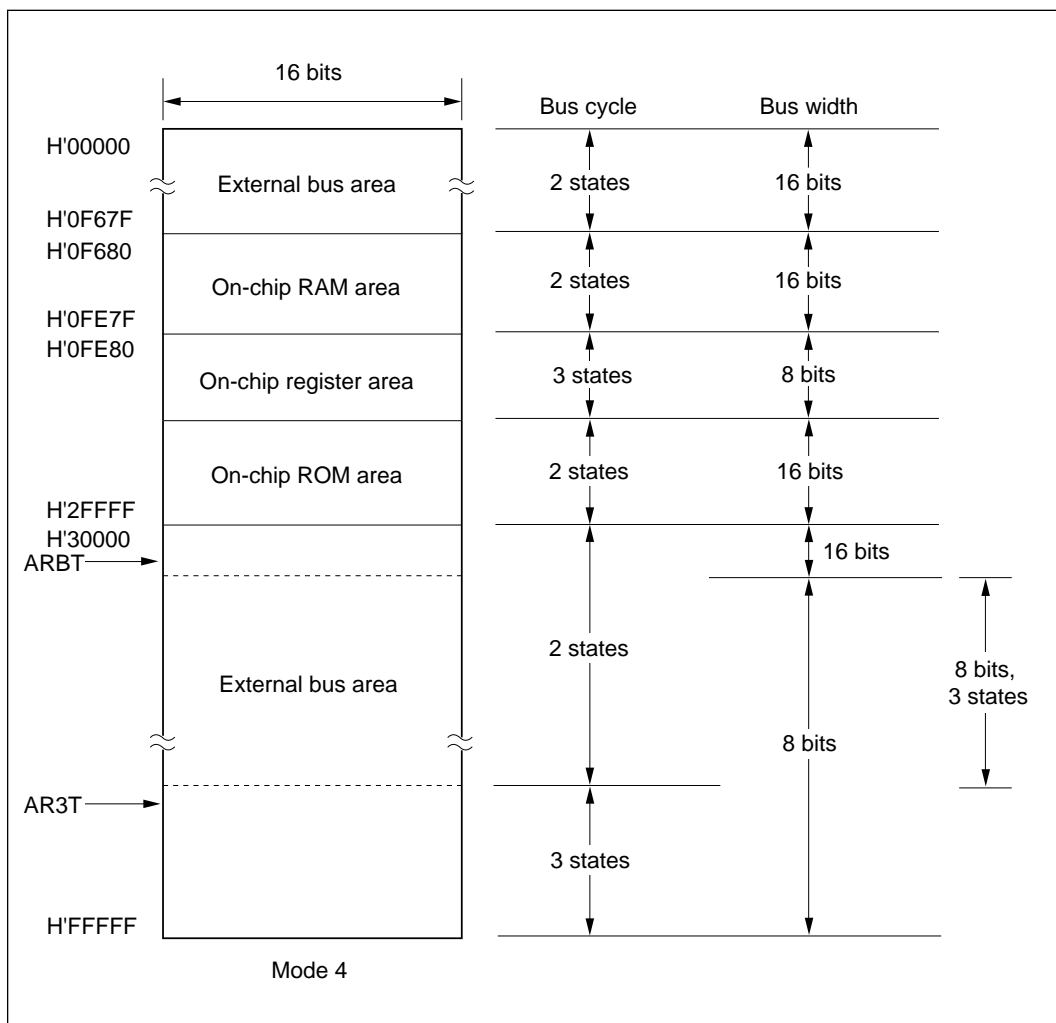 16 bits
Bus cycle Bus width
H'00000
External bus area 2 states 16 bits
H'0F67F
H'0F680
On-chip RAM area 2 states 16 bits
H'0FE7F
H'0FE80
On-chip register area 3 states 8 bits
On-chip ROM area 2 states 16 bits
H'2FFFF
H'30000
ARBT
16 bits
2 states
8 bits,
3 states
External bus area
8 bits
AR3T
3 states
H'FFFFF
Mode 4